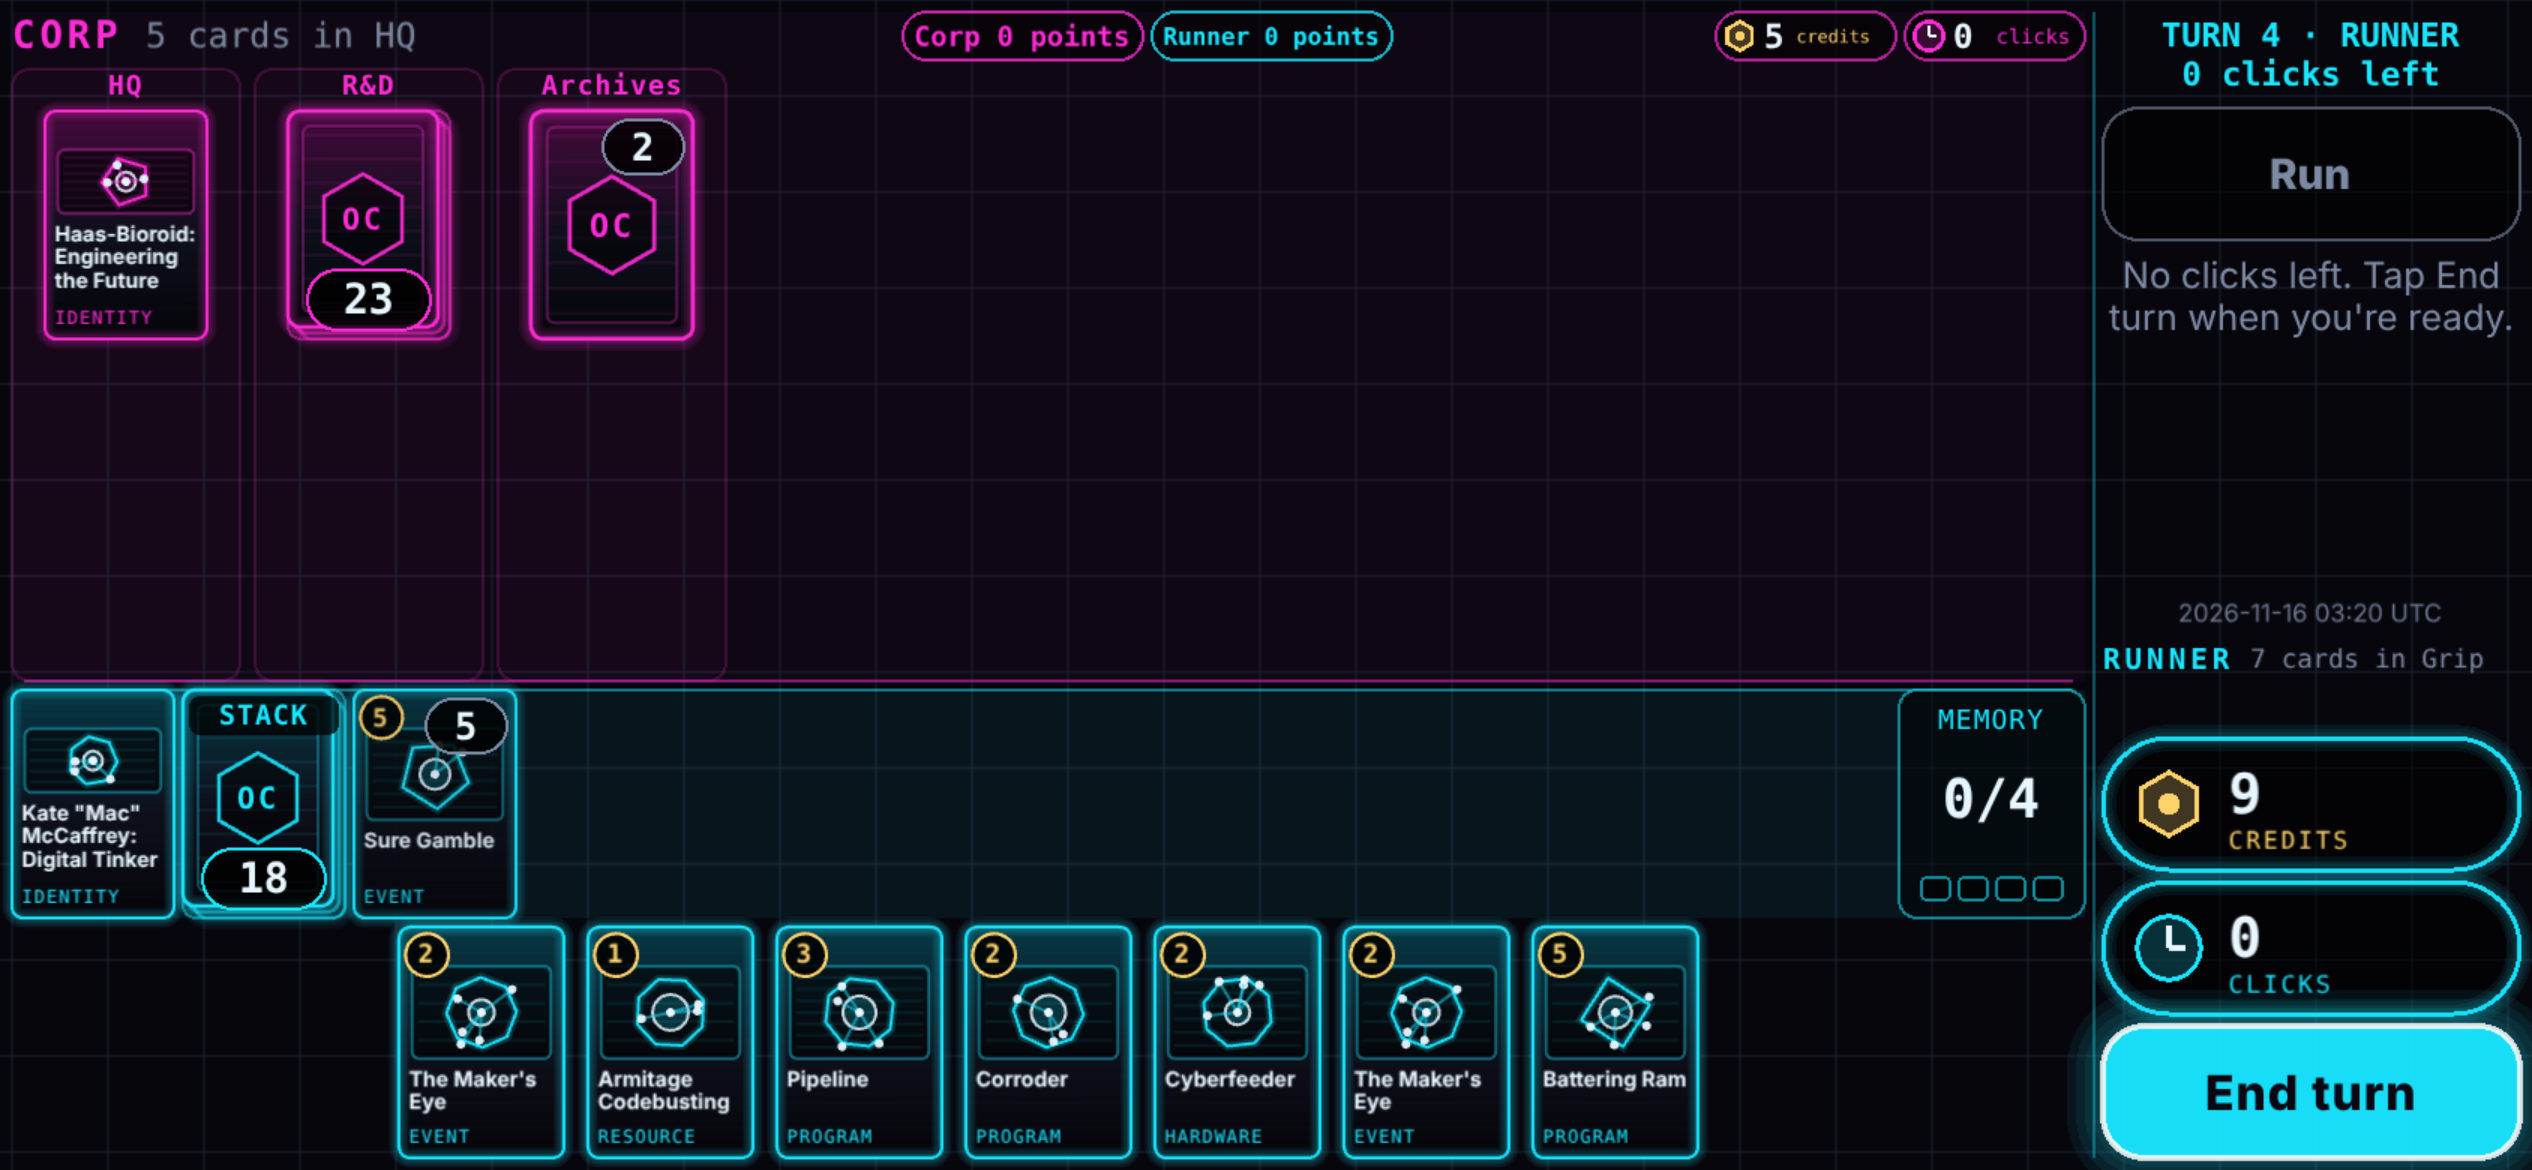 CORP 5 cards in HQ
Corp 0 points
Runner 0 points
5 credits
0 clicks
TURN 4 · RUNNER
0 clicks left
Run
No clicks left. Tap End
turn when you're ready.
HQ
Haas-Bioroid:
Engineering
the Future
IDENTITY
R&D
OC
23
Archives
2
OC
2026-11-16 03:20 UTC
RUNNER 7 cards in Grip
Kate "Mac"
McCaffrey:
Digital Tinker
IDENTITY
STACK
OC
18
5
5
Sure Gamble
EVENT
MEMORY
0/4
9
CREDITS
0
CLICKS
End turn
2
The Maker's
Eye
EVENT
1
Armitage
Codebusting
RESOURCE
3
Pipeline
PROGRAM
2
Corroder
PROGRAM
2
Cyberfeeder
HARDWARE
2
The Maker's
Eye
EVENT
5
Battering Ram
PROGRAM